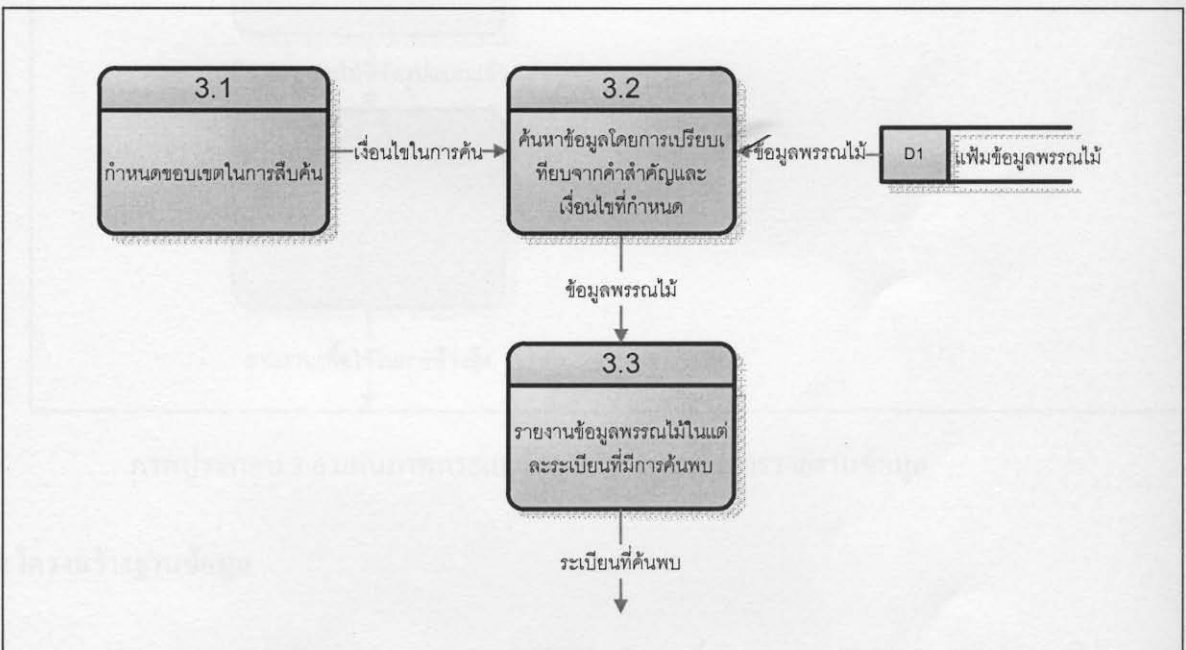 3.1
กำหนดขอบเขตในการสืบค้น
เงื่อนไขในการค้น
3.2
ค้นหาข้อมูลโดยการเปรียบเ
ทียบจากคำสำคัญและ
เงื่อนไขที่กำหนด
ข้อมูลพรรณไม้
D1
แฟ้มข้อมูลพรรณไม้
ข้อมูลพรรณไม้
3.3
รายงานข้อมูลพรรณไม้ในแต่
ละระเบียนที่มีการค้นพบ
ระเบียนที่ค้นพบ